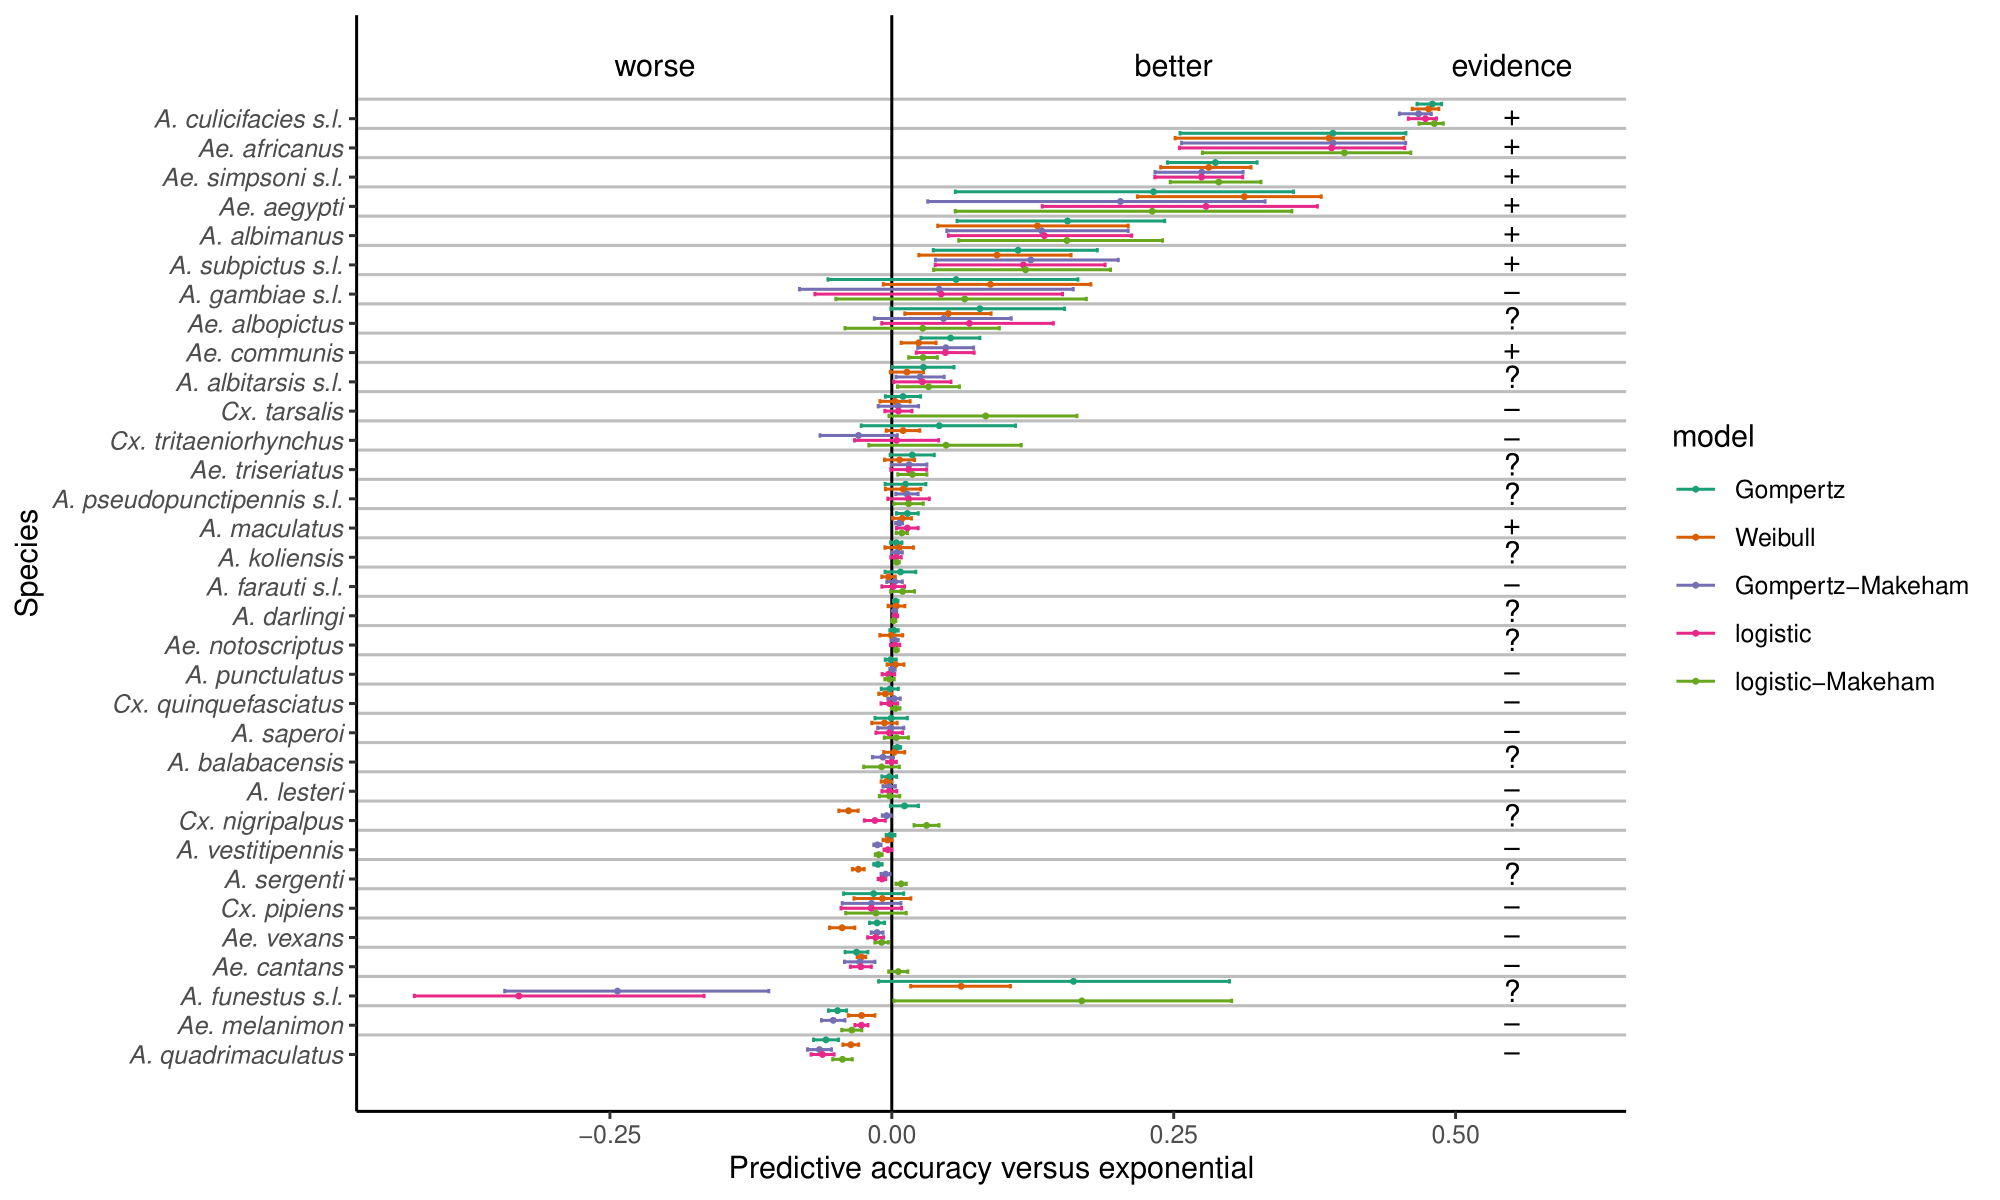 worse better evidence
A. culicifacies s.l. +
Ae. africanus +
Ae. simpsoni s.l. +
Ae. aegypti +
A. albimanus +
A. subpictus s.l. +
A. gambiae s.l. −
Ae. albopictus ?
Ae. communis +
A. albitarsis s.l. ?
Cx. tarsalis −
Cx. tritaeniorhynchus −
Ae. triseriatus ?
A. pseudopunctipennis s.l. ?
A. maculatus +
A. koliensis ?
A. farauti s.l. −
A. darlingi ?
Ae. notoscriptus ?
A. punctulatus −
Cx. quinquefasciatus −
A. saperoi −
A. balabacensis ?
A. lesteri −
Cx. nigripalpus ?
A. vestitipennis −
A. sergenti ?
Cx. pipiens −
Ae. vexans −
Ae. cantans −
A. funestus s.l. ?
Ae. melanimon −
A. quadrimaculatus −
Species
−0.25 0.00 0.25 0.50
Predictive accuracy versus exponential
model
Gompertz
Weibull
Gompertz−Makeham
logistic
logistic−Makeham